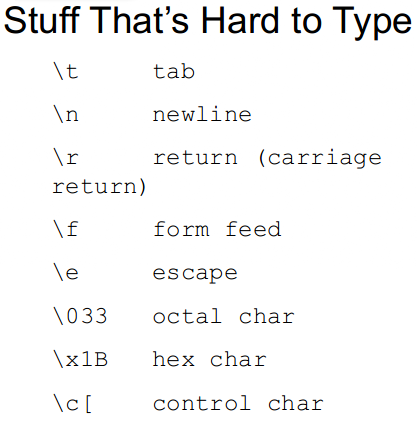 Stuff That’s Hard to Type
\t tab
\n newline
\r return (carriage
return)
\f form feed
\e escape
\033 octal char
\x1B hex char
\c[ control char